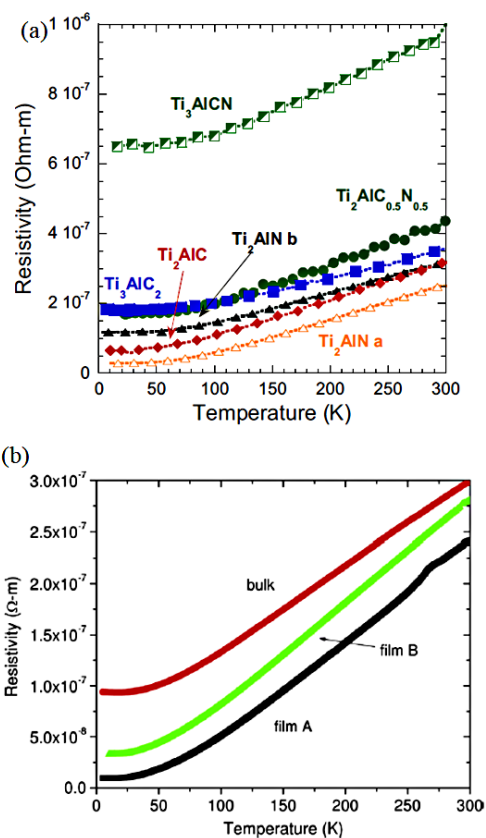 (a)
1 10⁻⁶
8 10⁻⁷
6 10⁻⁷
4 10⁻⁷
2 10⁻⁷
0
Resistivity (Ohm-m)
Ti₃AlCN
Ti₂AlC₀.₅N₀.₅
Ti₂AlN b
Ti₂AlC
Ti₃AlC₂
Ti₂AlN a
0 50 100 150 200 250 300
Temperature (K)
(b)
3.0x10⁻⁷
2.5x10⁻⁷
2.0x10⁻⁷
1.5x10⁻⁷
1.0x10⁻⁷
5.0x10⁻⁸
0.0
Resistivity (Ω-m)
bulk
film B
film A
0 50 100 150 200 250 300
Temperature (K)